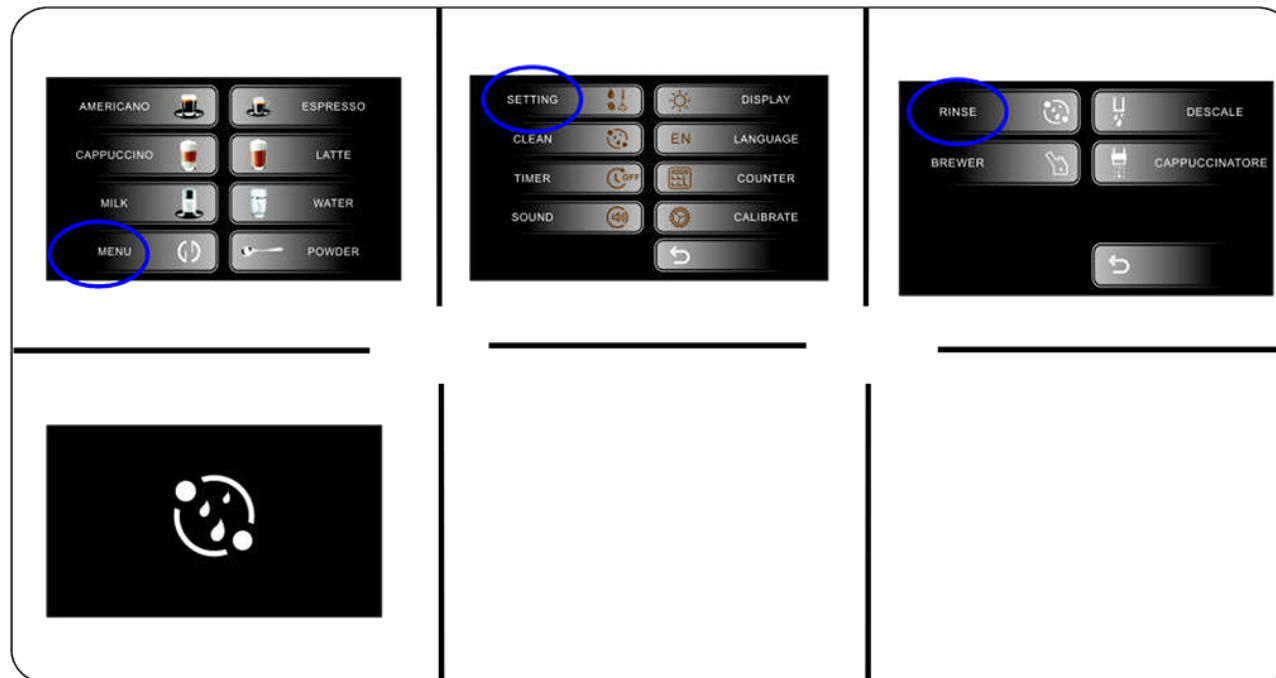 AMERICANO ESPRESSO
CAPPUCCINO LATTE
MILK WATER
MENU POWDER
SETTING DISPLAY
CLEAN EN LANGUAGE
TIMER OFF COUNTER
SOUND CALIBRATE
RINSE DESCALE
BREWER CAPPUCCINATORE